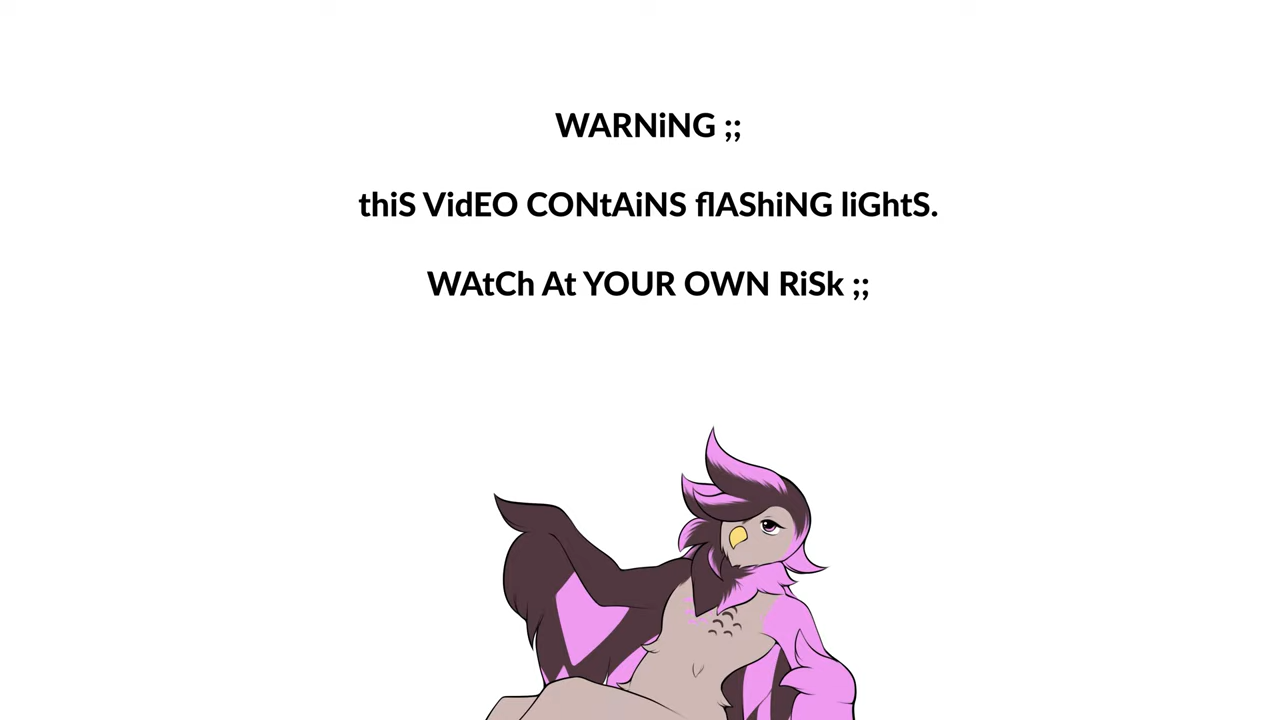 WARNiNG ;;
thiS VidEO CONtAiNS flAShiNG liGhtS.
WAtCh At YOUR OWN RiSk ;;